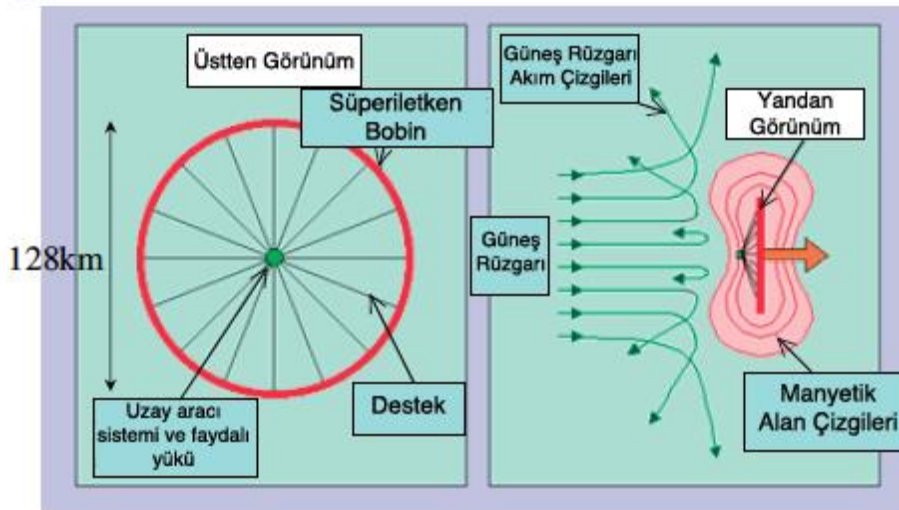 Üstten Görünüm
Süperiletken
Bobin
128km
Uzay aracı
sistemi ve faydalı
yükü
Destek
Güneş Rüzgarı
Akım Çizgileri
Yandan
Görünüm
Güneş
Rüzgarı
Manyetik
Alan Çizgileri